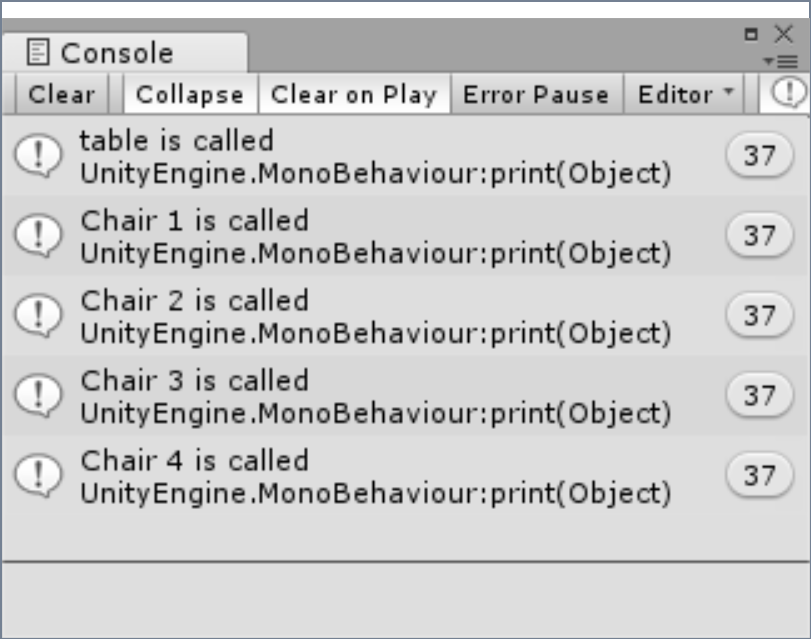 Console
Clear Collapse Clear on Play Error Pause Editor
table is called
UnityEngine.MonoBehaviour:print(Object)
37
Chair 1 is called
UnityEngine.MonoBehaviour:print(Object)
37
Chair 2 is called
UnityEngine.MonoBehaviour:print(Object)
37
Chair 3 is called
UnityEngine.MonoBehaviour:print(Object)
37
Chair 4 is called
UnityEngine.MonoBehaviour:print(Object)
37